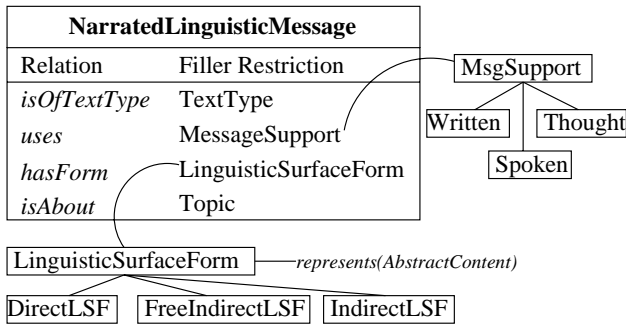 NarratedLinguisticMessage
Relation Filler Restriction
isOfTextType TextType
uses MessageSupport
hasForm LinguisticSurfaceForm
isAbout Topic
MsgSupport
Written Thought
Spoken
LinguisticSurfaceForm represents(AbstractContent)
DirectLSF FreeIndirectLSF IndirectLSF